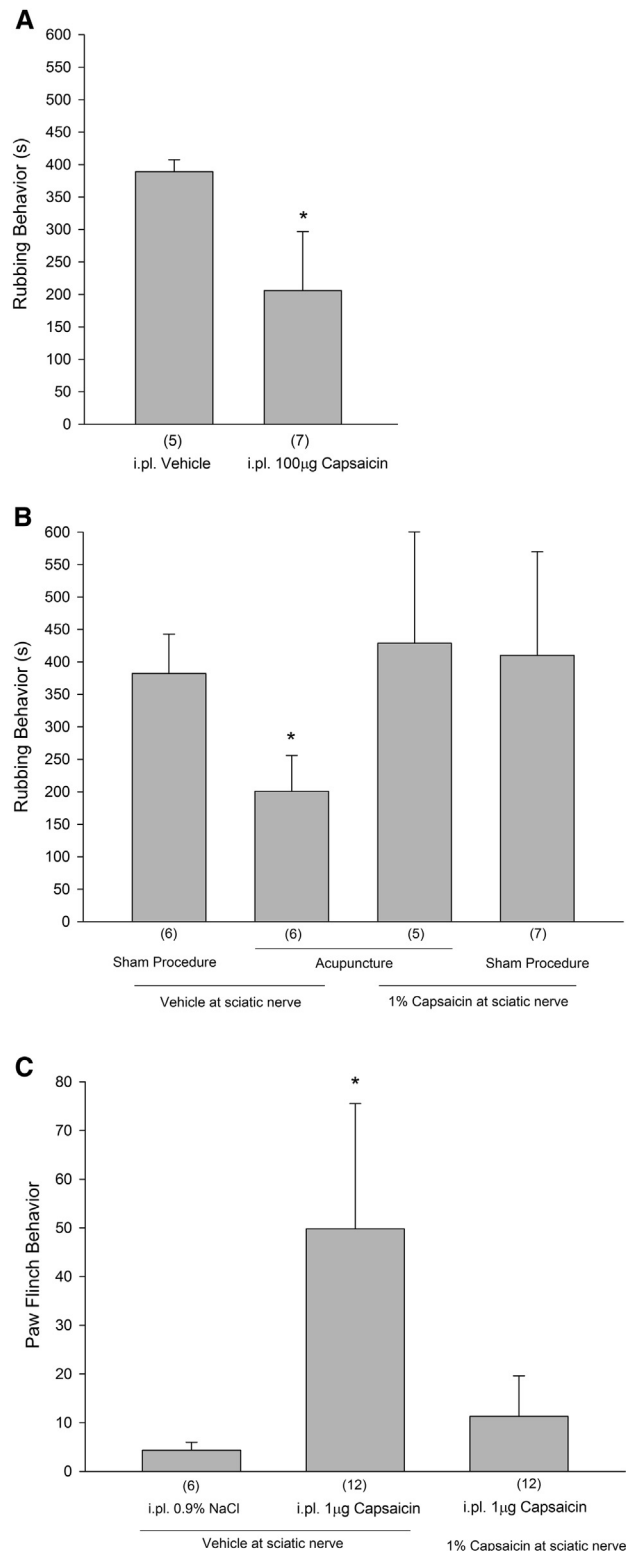 A
Rubbing Behavior (s)
600
550
500
450
400
350
300
250
200
150
100
50
0
*
(5)
(7)
i.pl. Vehicle
i.pl. 100μg Capsaicin
B
Rubbing Behavior (s)
600
550
500
450
400
350
300
250
200
150
100
50
0
*
(6)
(6)
(5)
(7)
Sham Procedure
Acupuncture
Sham Procedure
Vehicle at sciatic nerve
1% Capsaicin at sciatic nerve
C
Paw Flinch Behavior
80
70
60
50
40
30
20
10
0
*
(6)
(12)
(12)
i.pl. 0.9% NaCl
i.pl. 1μg Capsaicin
i.pl. 1μg Capsaicin
Vehicle at sciatic nerve
1% Capsaicin at sciatic nerve